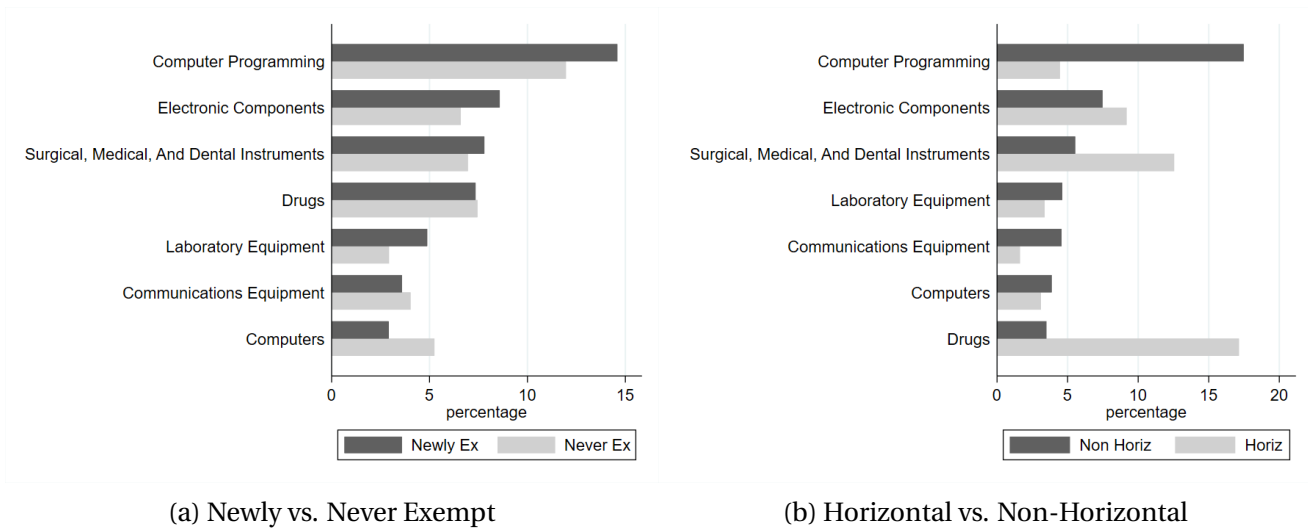 Computer Programming
Electronic Components
Surgical, Medical, And Dental Instruments
Drugs
Laboratory Equipment
Communications Equipment
Computers
0 5 10 15
percentage
Newly Ex Never Ex
(a) Newly vs. Never Exempt
Computer Programming
Electronic Components
Surgical, Medical, And Dental Instruments
Laboratory Equipment
Communications Equipment
Computers
Drugs
0 5 10 15 20
percentage
Non Horiz Horiz
(b) Horizontal vs. Non-Horizontal